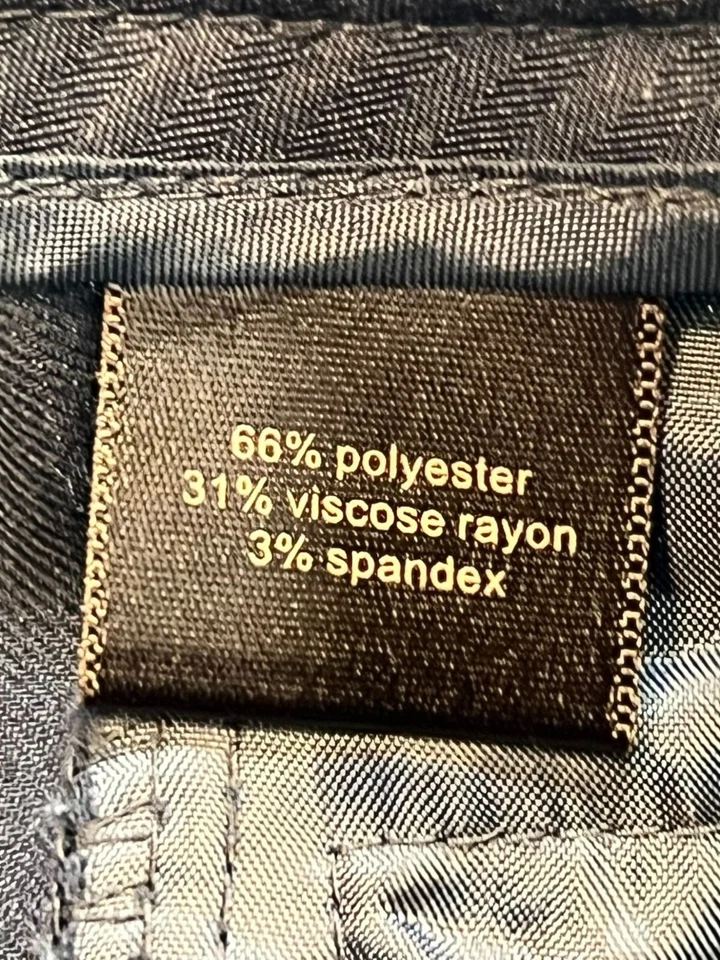 66% polyester
31% viscose rayon
3% spandex